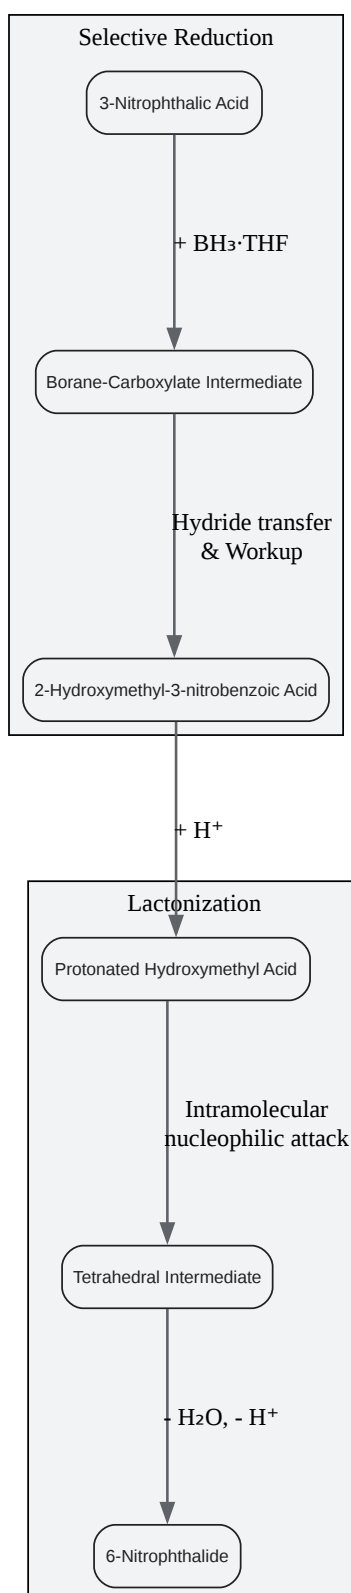 Selective Reduction
3-Nitrophthalic Acid
+ BH₃·THF
Borane-Carboxylate Intermediate
Hydride transfer
& Workup
2-Hydroxymethyl-3-nitrobenzoic Acid
+ H⁺
Lactonization
Protonated Hydroxymethyl Acid
Intramolecular
nucleophilic attack
Tetrahedral Intermediate
- H₂O, - H⁺
6-Nitrophthalide